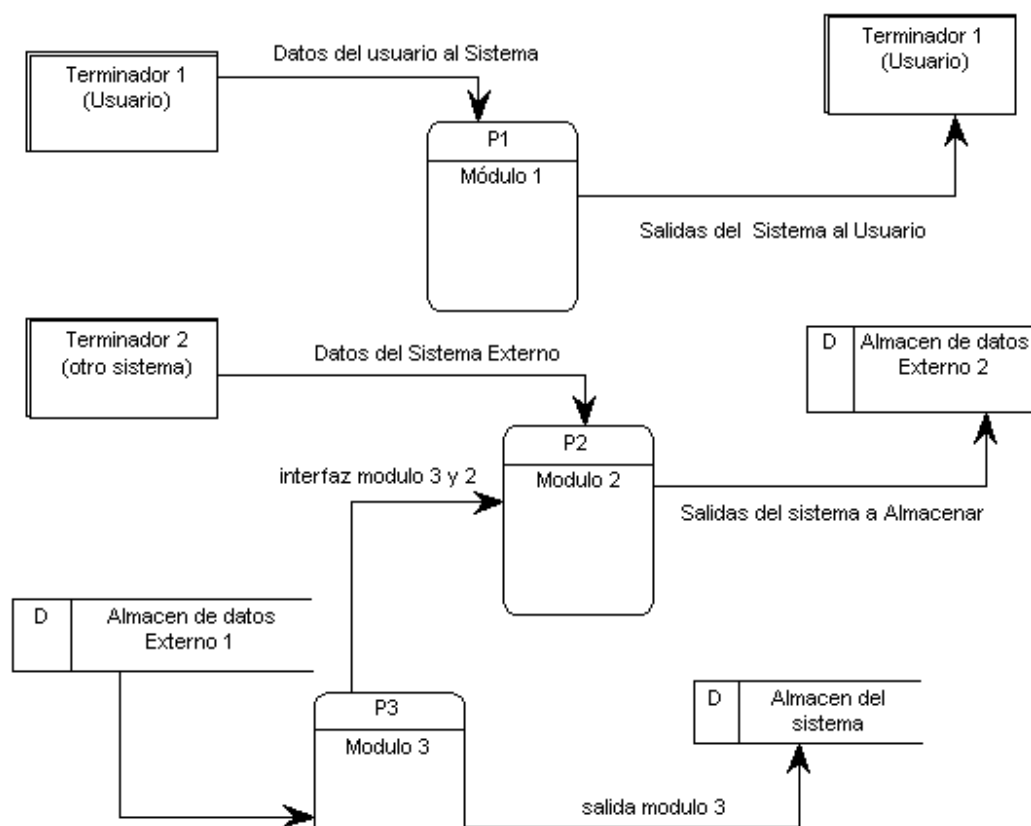 Terminador 1
(Usuario)
Datos del usuario al Sistema
Terminador 1
(Usuario)
P1
Módulo 1
Salidas del Sistema al Usuario
Terminador 2
(otro sistema)
Datos del Sistema Externo
D
Almacen de datos
Externo 2
P2
Modulo 2
interfaz modulo 3 y 2
Salidas del sistema a Almacenar
D
Almacen de datos
Externo 1
P3
Modulo 3
D
Almacen del
sistema
salida modulo 3